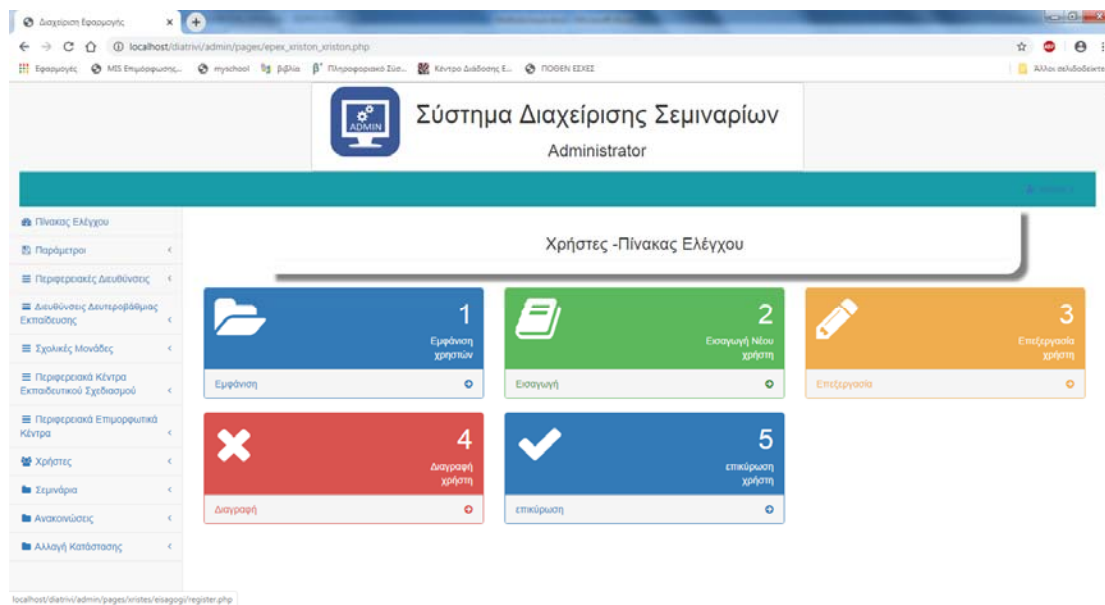 Διαχείριση Εφαρμογής
localhost/diatrivi/admin/pages/epex_xriston_xriston.php
Εφαρμογές MIS Επιμόρφωσης... myschool βιβλία Πληροφοριακό Σύσ... Κέντρο Διάδοσης Ε... ΠΟΘΕΝ ΕΣΧΕΣ Άλλοι σελιδοδείκτε
ADMIN
Σύστημα Διαχείρισης Σεμιναρίων
Administrator
Πίνακας Ελέγχου
Παράμετροι
Περιφερειακές Διευθύνσεις
Διευθύνσεις Δευτεροβάθμιας
Εκπαίδευσης
Σχολικές Μονάδες
Περιφερειακά Κέντρα
Εκπαιδευτικού Σχεδιασμού
Περιφερειακά Επιμορφωτικά
Κέντρα
Χρήστες
Σεμινάρια
Ανακοινώσεις
Αλλαγή Κατάστασης
Χρήστες -Πίνακας Ελέγχου
1
Εμφάνιση
χρηστών
Εμφάνιση
2
Εισαγωγή Νέου
χρήστη
Εισαγωγή
3
Επεξεργασία
χρήστη
Επεξεργασία
4
Διαγραφή
χρήστη
Διαγραφή
5
επικύρωση
χρήστη
επικύρωση
localhost/diatrivi/admin/pages/xristes/eisagogi/register.php